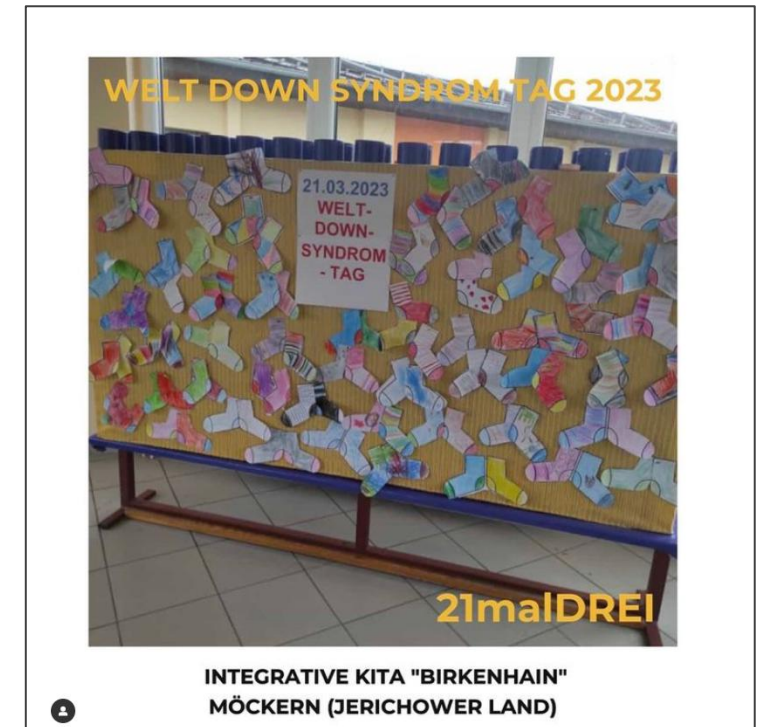 WELT DOWN SYNDROM TAG 2023
21.03.2023
WELT-
DOWN-
SYNDROM
- TAG
21malDREI
INTEGRATIVE KITA "BIRKENHAIN"
MÖCKERN (JERICHOWER LAND)